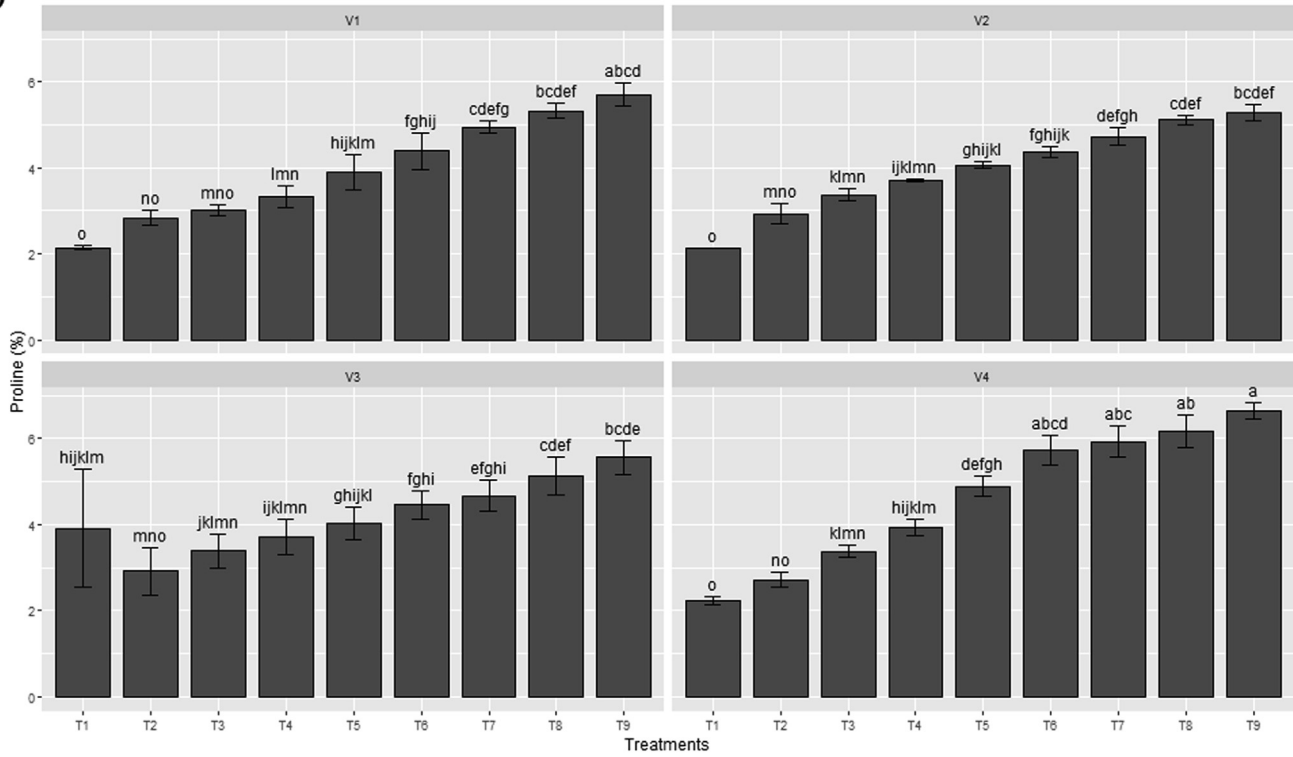 V1
V2
abcd
bcdef
cdefg
fghij
hijklm
lmn
mno
no
o
bcdef
cdef
defgh
fghijk
ghijkl
ijklmn
klmn
mno
o
6
4
2
0
Proline (%)
V3
V4
hijklm
mno
jklmn
ijklmn
ghijkl
fghi
efghi
cdef
bcde
o
no
klmn
hijklm
defgh
abcd
abc
ab
a
6
4
2
0
T1 T2 T3 T4 T5 T6 T7 T8 T9
T1 T2 T3 T4 T5 T6 T7 T8 T9
Treatments